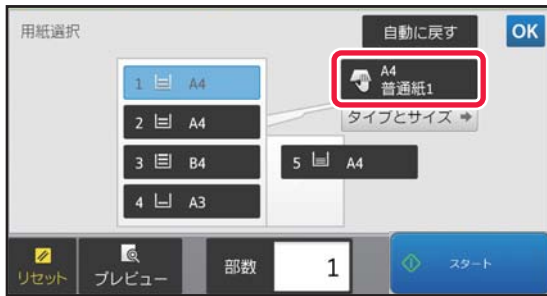 用紙選択
自動に戻す
OK
1 A4
A4
普通紙1
2 A4
タイプとサイズ
3 B4
5 A4
4 A3
リセット
プレビュー
部数
1
スタート